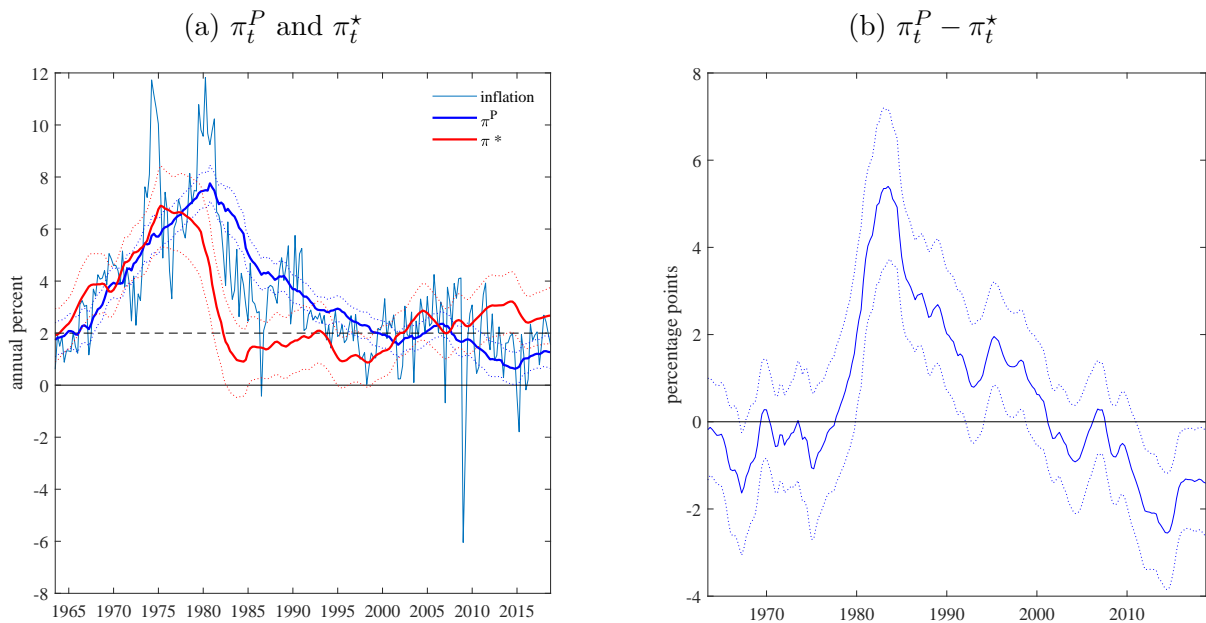 (a) π_t^P and π_t^⋆
(b) π_t^P − π_t^⋆
annual percent
12
10
8
6
4
2
0
-2
-4
-6
-8
inflation
π^P
π *
1965 1970 1975 1980 1985 1990 1995 2000 2005 2010 2015
percentage points
8
6
4
2
0
-2
-4
1970 1980 1990 2000 2010